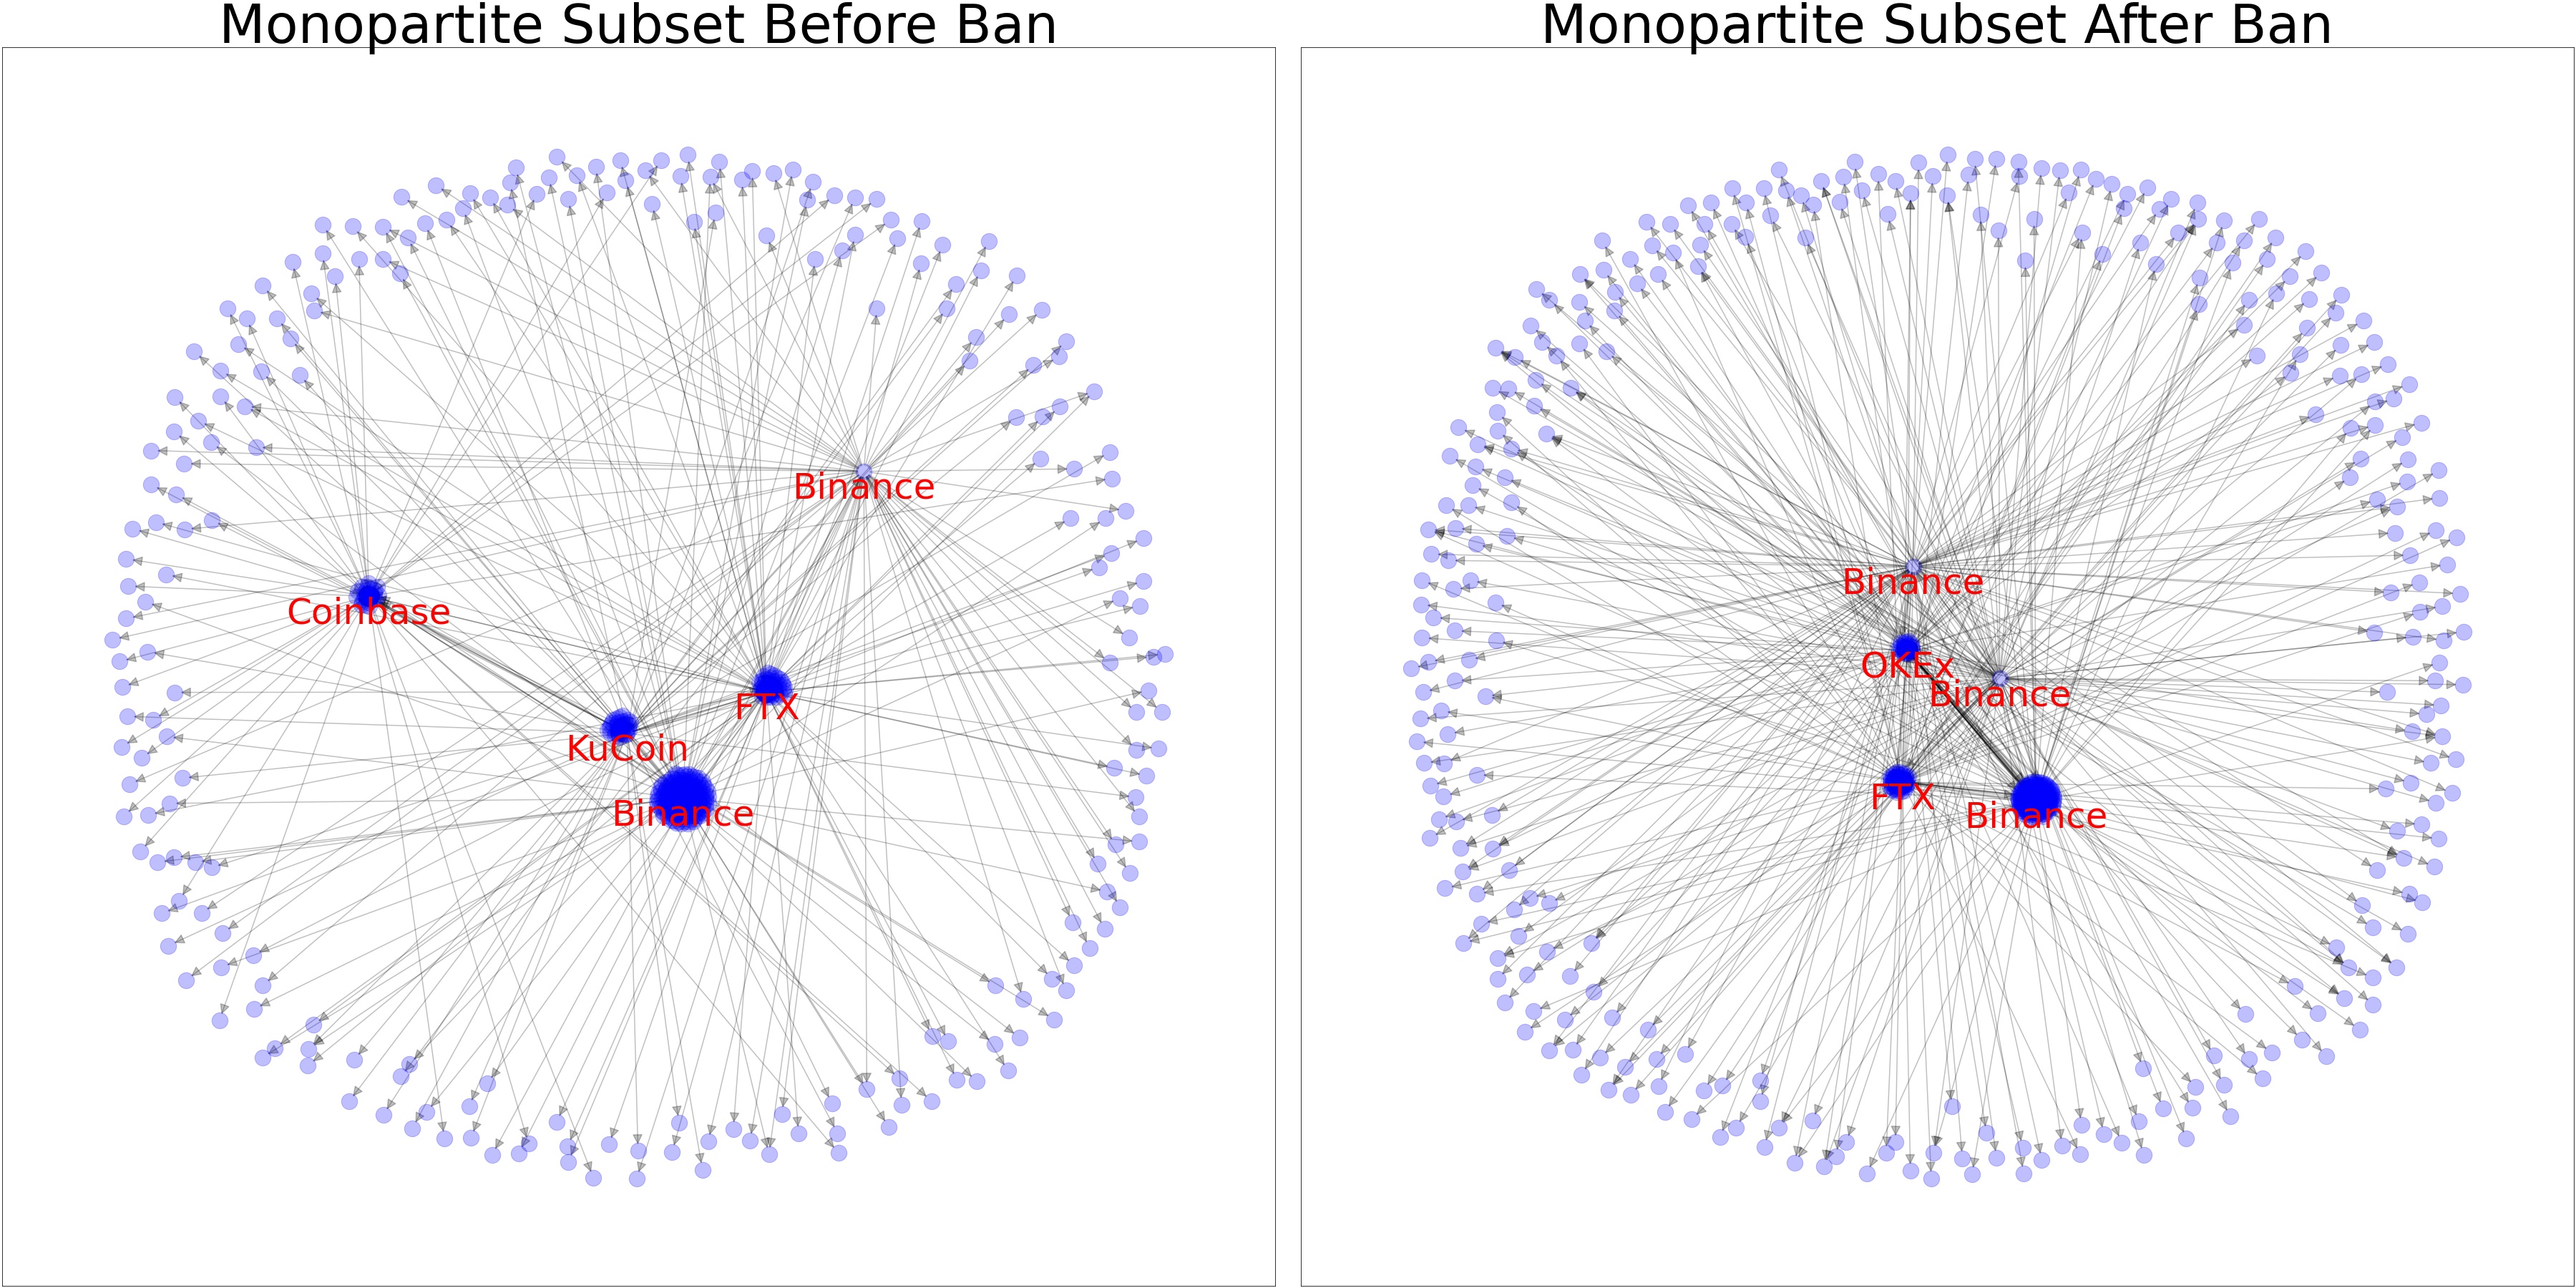 Monopartite Subset Before Ban
Binance
Coinbase
FTX
KuCoin
Binance
Monopartite Subset After Ban
Binance
OKEx
Binance
FTX
Binance